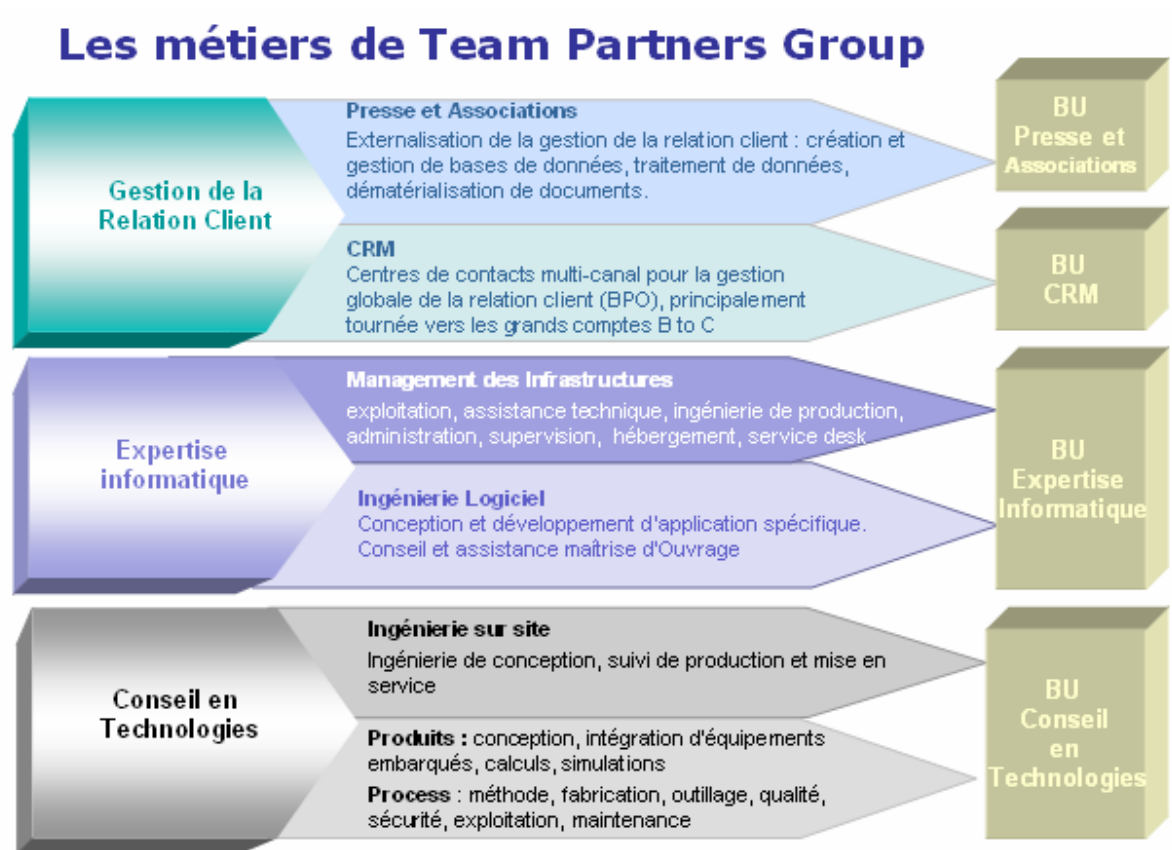 Les métiers de Team Partners Group
Gestion de la
Relation Client
Presse et Associations
Externalisation de la gestion de la relation client : création et
gestion de bases de données, traitement de données,
dématérialisation de documents.
BU
Presse et
Associations
CRM
Centres de contacts multi-canal pour la gestion
globale de la relation client (BPO), principalement
tournée vers les grands comptes B to C
BU
CRM
Expertise
informatique
Management des Infrastructures
exploitation, assistance technique, ingénierie de production,
administration, supervision, hébergement, service desk
Ingénierie Logiciel
Conception et développement d'application spécifique.
Conseil et assistance maîtrise d'Ouvrage
BU
Expertise
Informatique
Conseil en
Technologies
Ingénierie sur site
Ingénierie de conception, suivi de production et mise en
service
Produits : conception, intégration d'équipements
embarqués, calculs, simulations
Process : méthode, fabrication, outillage, qualité,
sécurité, exploitation, maintenance
BU
Conseil
en
Technologies